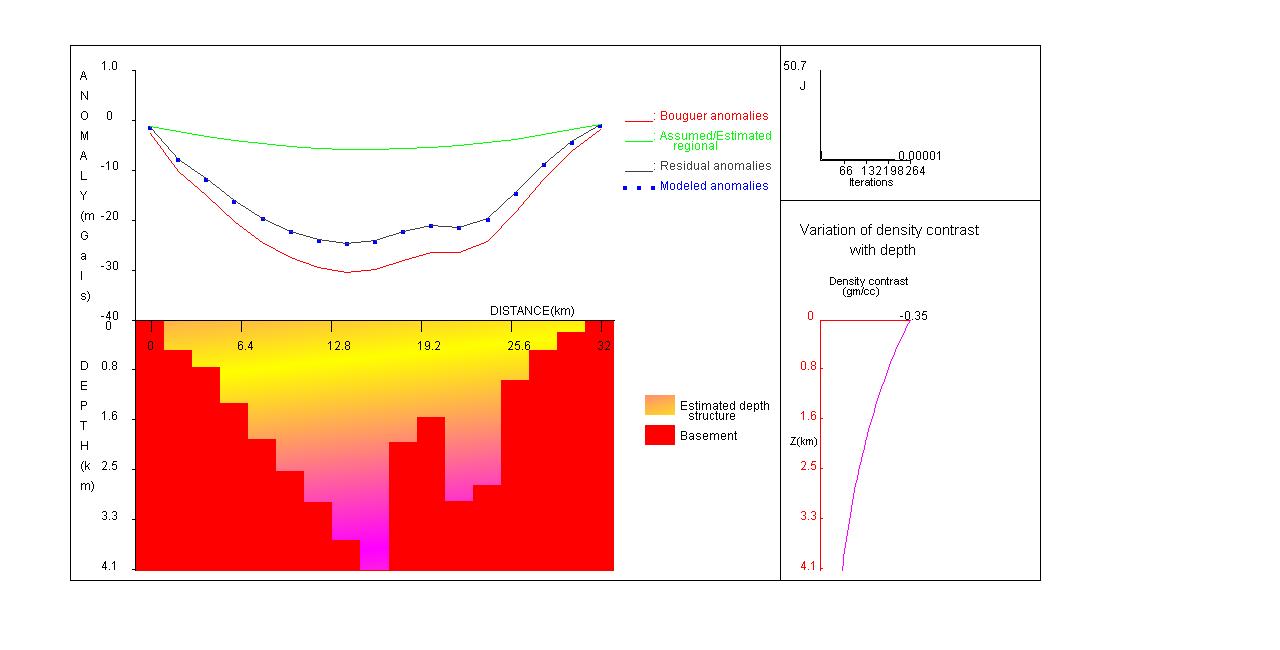 A N O M A L Y (m G a l s)
1.0
0
-10
-20
-30
-40
: Bouguer anomalies
: Assumed/Estimated
regional
: Residual anomalies
: Modeled anomalies
DISTANCE(km)
0 6.4 12.8 19.2 25.6 32
D E P T H (k m)
0
0.8
1.6
2.5
3.3
4.1
Estimated depth
structure
Basement
50.7
J
0.00001
66 132 198 264
Iterations
Variation of density contrast
with depth
Density contrast
(gm/cc)
0 -0.35
0.8
1.6
Z(km)
2.5
3.3
4.1